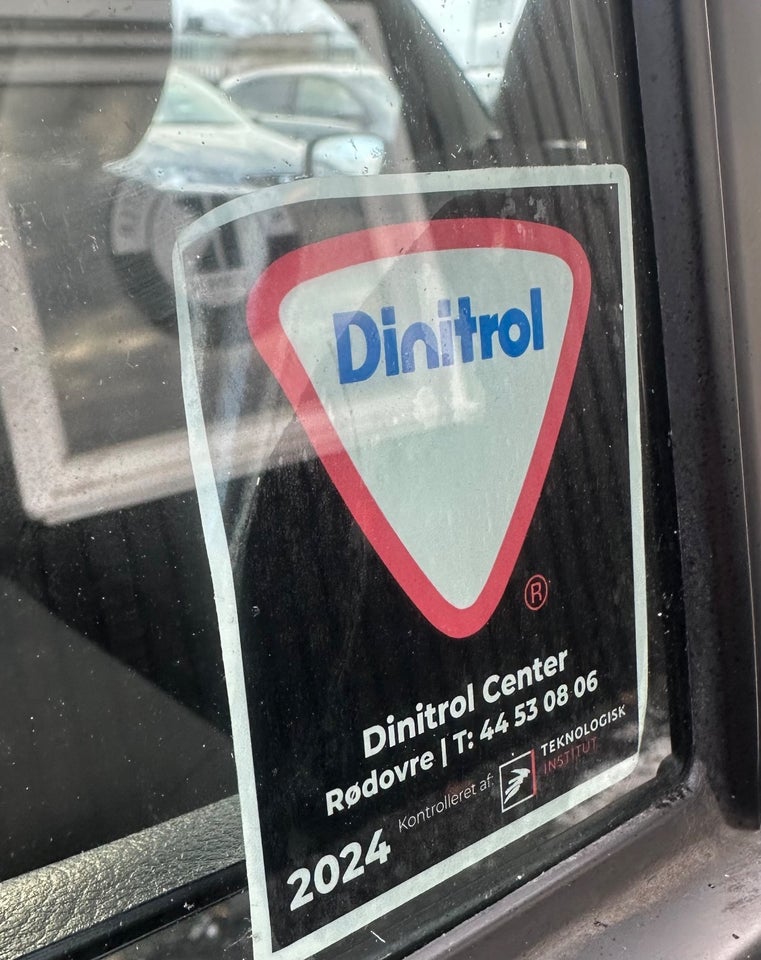 Dinitrol
®
Dinitrol Center
Rødovre | T: 44 53 08 06
Kontrolleret af: TEKNOLOGISK
INSTITUT
2024